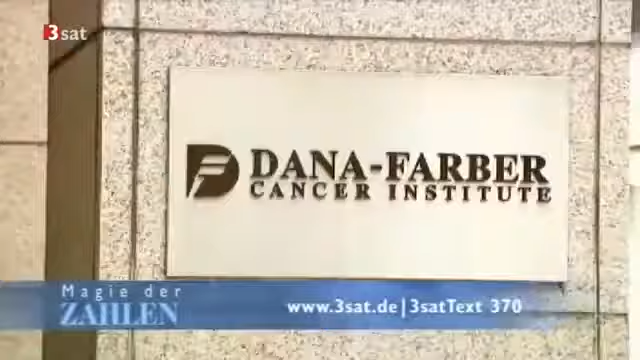 3sat
DANA-FARBER
CANCER INSTITUTE
Magie der
ZAHLEN
www.3sat.de|3satText 370